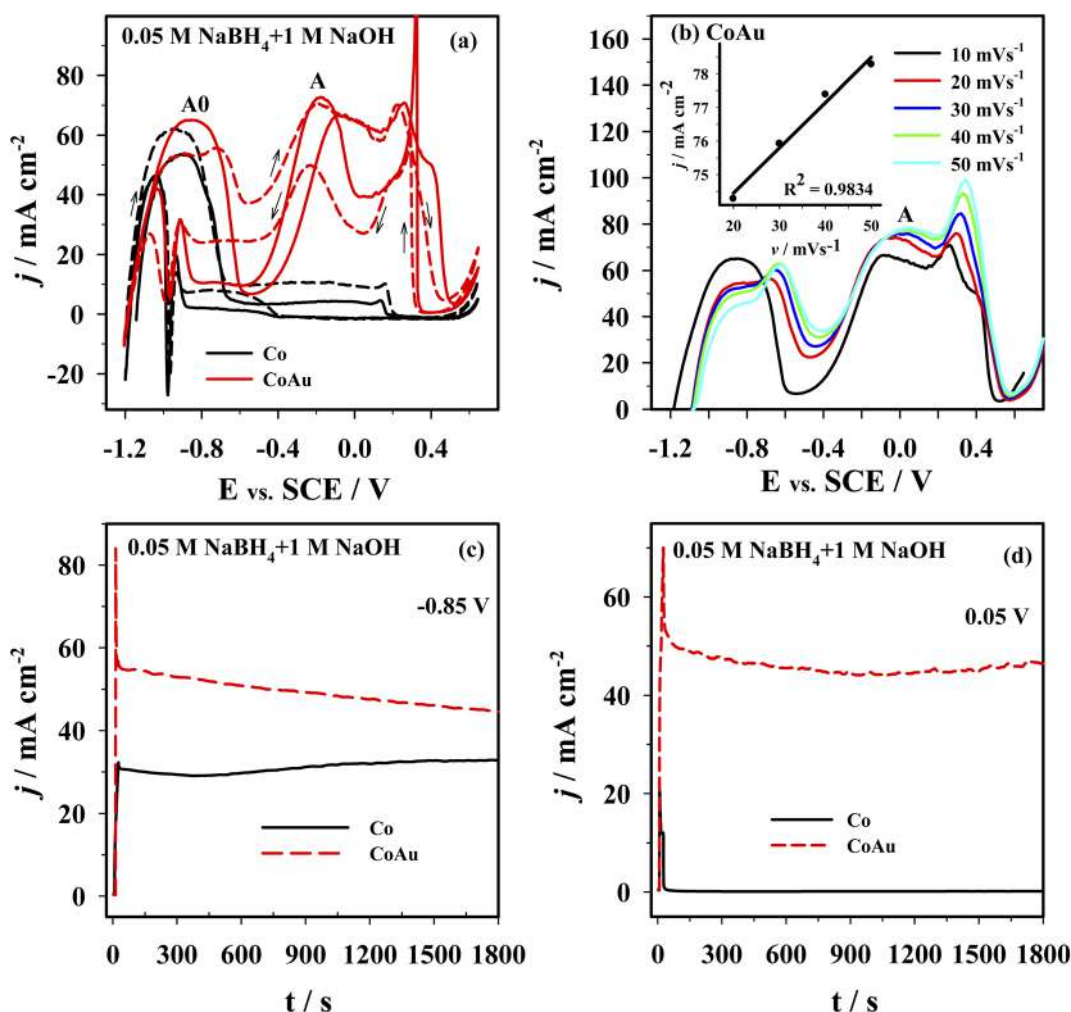 0.05 M NaBH₄+1 M NaOH (a)
A0
A
j / mA cm⁻²
80
60
40
20
0
-20
Co
CoAu
-1.2 -0.8 -0.4 0.0 0.4
E vs. SCE / V
(b) CoAu
10 mVs⁻¹
20 mVs⁻¹
30 mVs⁻¹
40 mVs⁻¹
50 mVs⁻¹
j / mA cm⁻²
78
77
76
75
R² = 0.9834
20 30 40 50
v / mVs⁻¹
A
j / mA cm⁻²
160
140
120
100
80
60
40
20
0
-1.2 -0.8 -0.4 0.0 0.4
E vs. SCE / V
0.05 M NaBH₄+1 M NaOH (c)
-0.85 V
j / mA cm⁻²
80
60
40
20
0
Co
CoAu
0 300 600 900 1200 1500 1800
t / s
0.05 M NaBH₄+1 M NaOH (d)
0.05 V
j / mA cm⁻²
60
40
20
0
Co
CoAu
0 300 600 900 1200 1500 1800
t / s